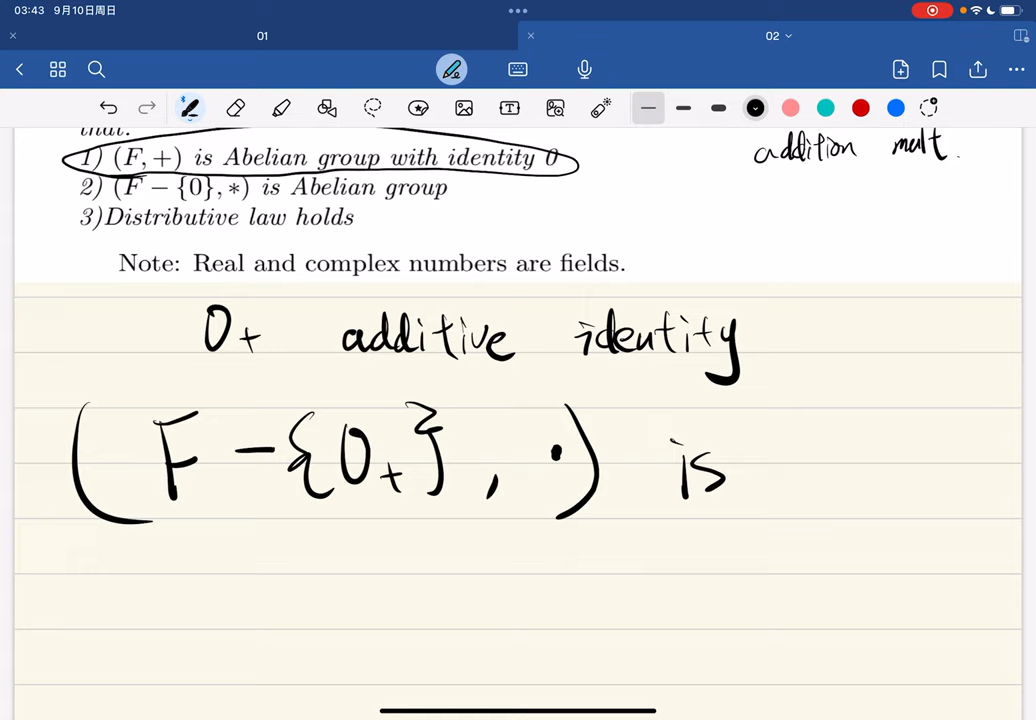 03:43 9月10日周日
01 02
that:
addition mult.
1) (F, +) is Abelian group with identity 0
2) (F − {0}, ∗) is Abelian group
3)Distributive law holds
Note: Real and complex numbers are fields.
0+ additive identity
(F −{0+}, ·) is